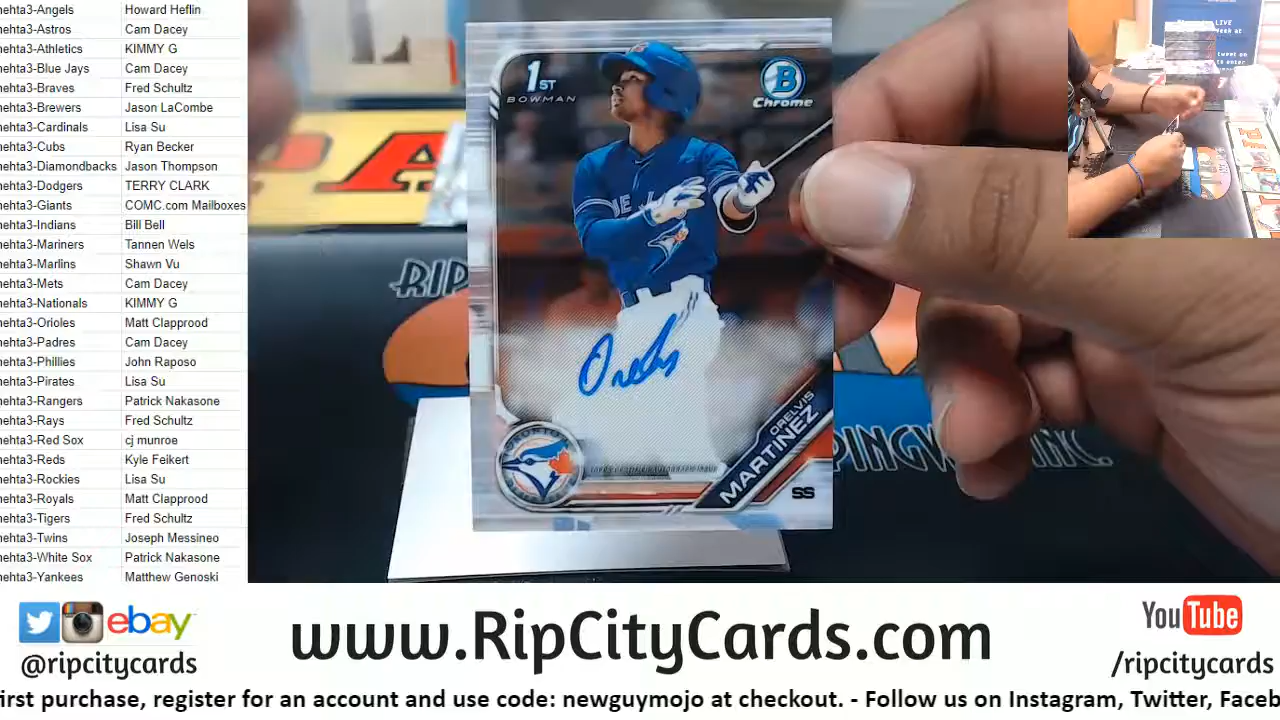 nehta3-Angels Howard Heflin
nehta3-Astros Cam Dacey
nehta3-Athletics KIMMY G
nehta3-Blue Jays Cam Dacey
nehta3-Braves Fred Schultz
nehta3-Brewers Jason LaCombe
nehta3-Cardinals Lisa Su
nehta3-Cubs Ryan Becker
nehta3-Diamondbacks Jason Thompson
nehta3-Dodgers TERRY CLARK
nehta3-Giants COMC.com Mailboxes
nehta3-Indians Bill Bell
nehta3-Mariners Tannen Wels
nehta3-Marlins Shawn Vu
nehta3-Mets Cam Dacey
nehta3-Nationals KIMMY G
nehta3-Orioles Matt Clapprood
nehta3-Padres Cam Dacey
nehta3-Phillies John Raposo
nehta3-Pirates Lisa Su
nehta3-Rangers Patrick Nakasone
nehta3-Rays Fred Schultz
nehta3-Red Sox cj munroe
nehta3-Reds Kyle Feikert
nehta3-Rockies Lisa Su
nehta3-Royals Matt Clapprood
nehta3-Tigers Fred Schultz
nehta3-Twins Joseph Messineo
nehta3-White Sox Patrick Nakasone
nehta3-Yankees Matthew Genoski
1ST
BOWMAN
B
Chrome
Orelvis
ORELVIS
MARTINEZ
SS
RIP
LIVE
ebay
@ripcitycards
www.RipCityCards.com
YouTube
/ripcitycards
first purchase, register for an account and use code: newguymojo at checkout. - Follow us on Instagram, Twitter, Faceb